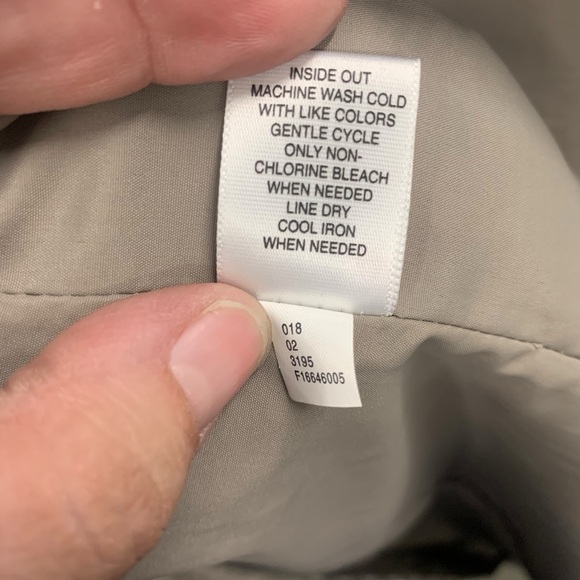 INSIDE OUT
MACHINE WASH COLD
WITH LIKE COLORS
GENTLE CYCLE
ONLY NON-
CHLORINE BLEACH
WHEN NEEDED
LINE DRY
COOL IRON
WHEN NEEDED
018
02
3195
F16646005